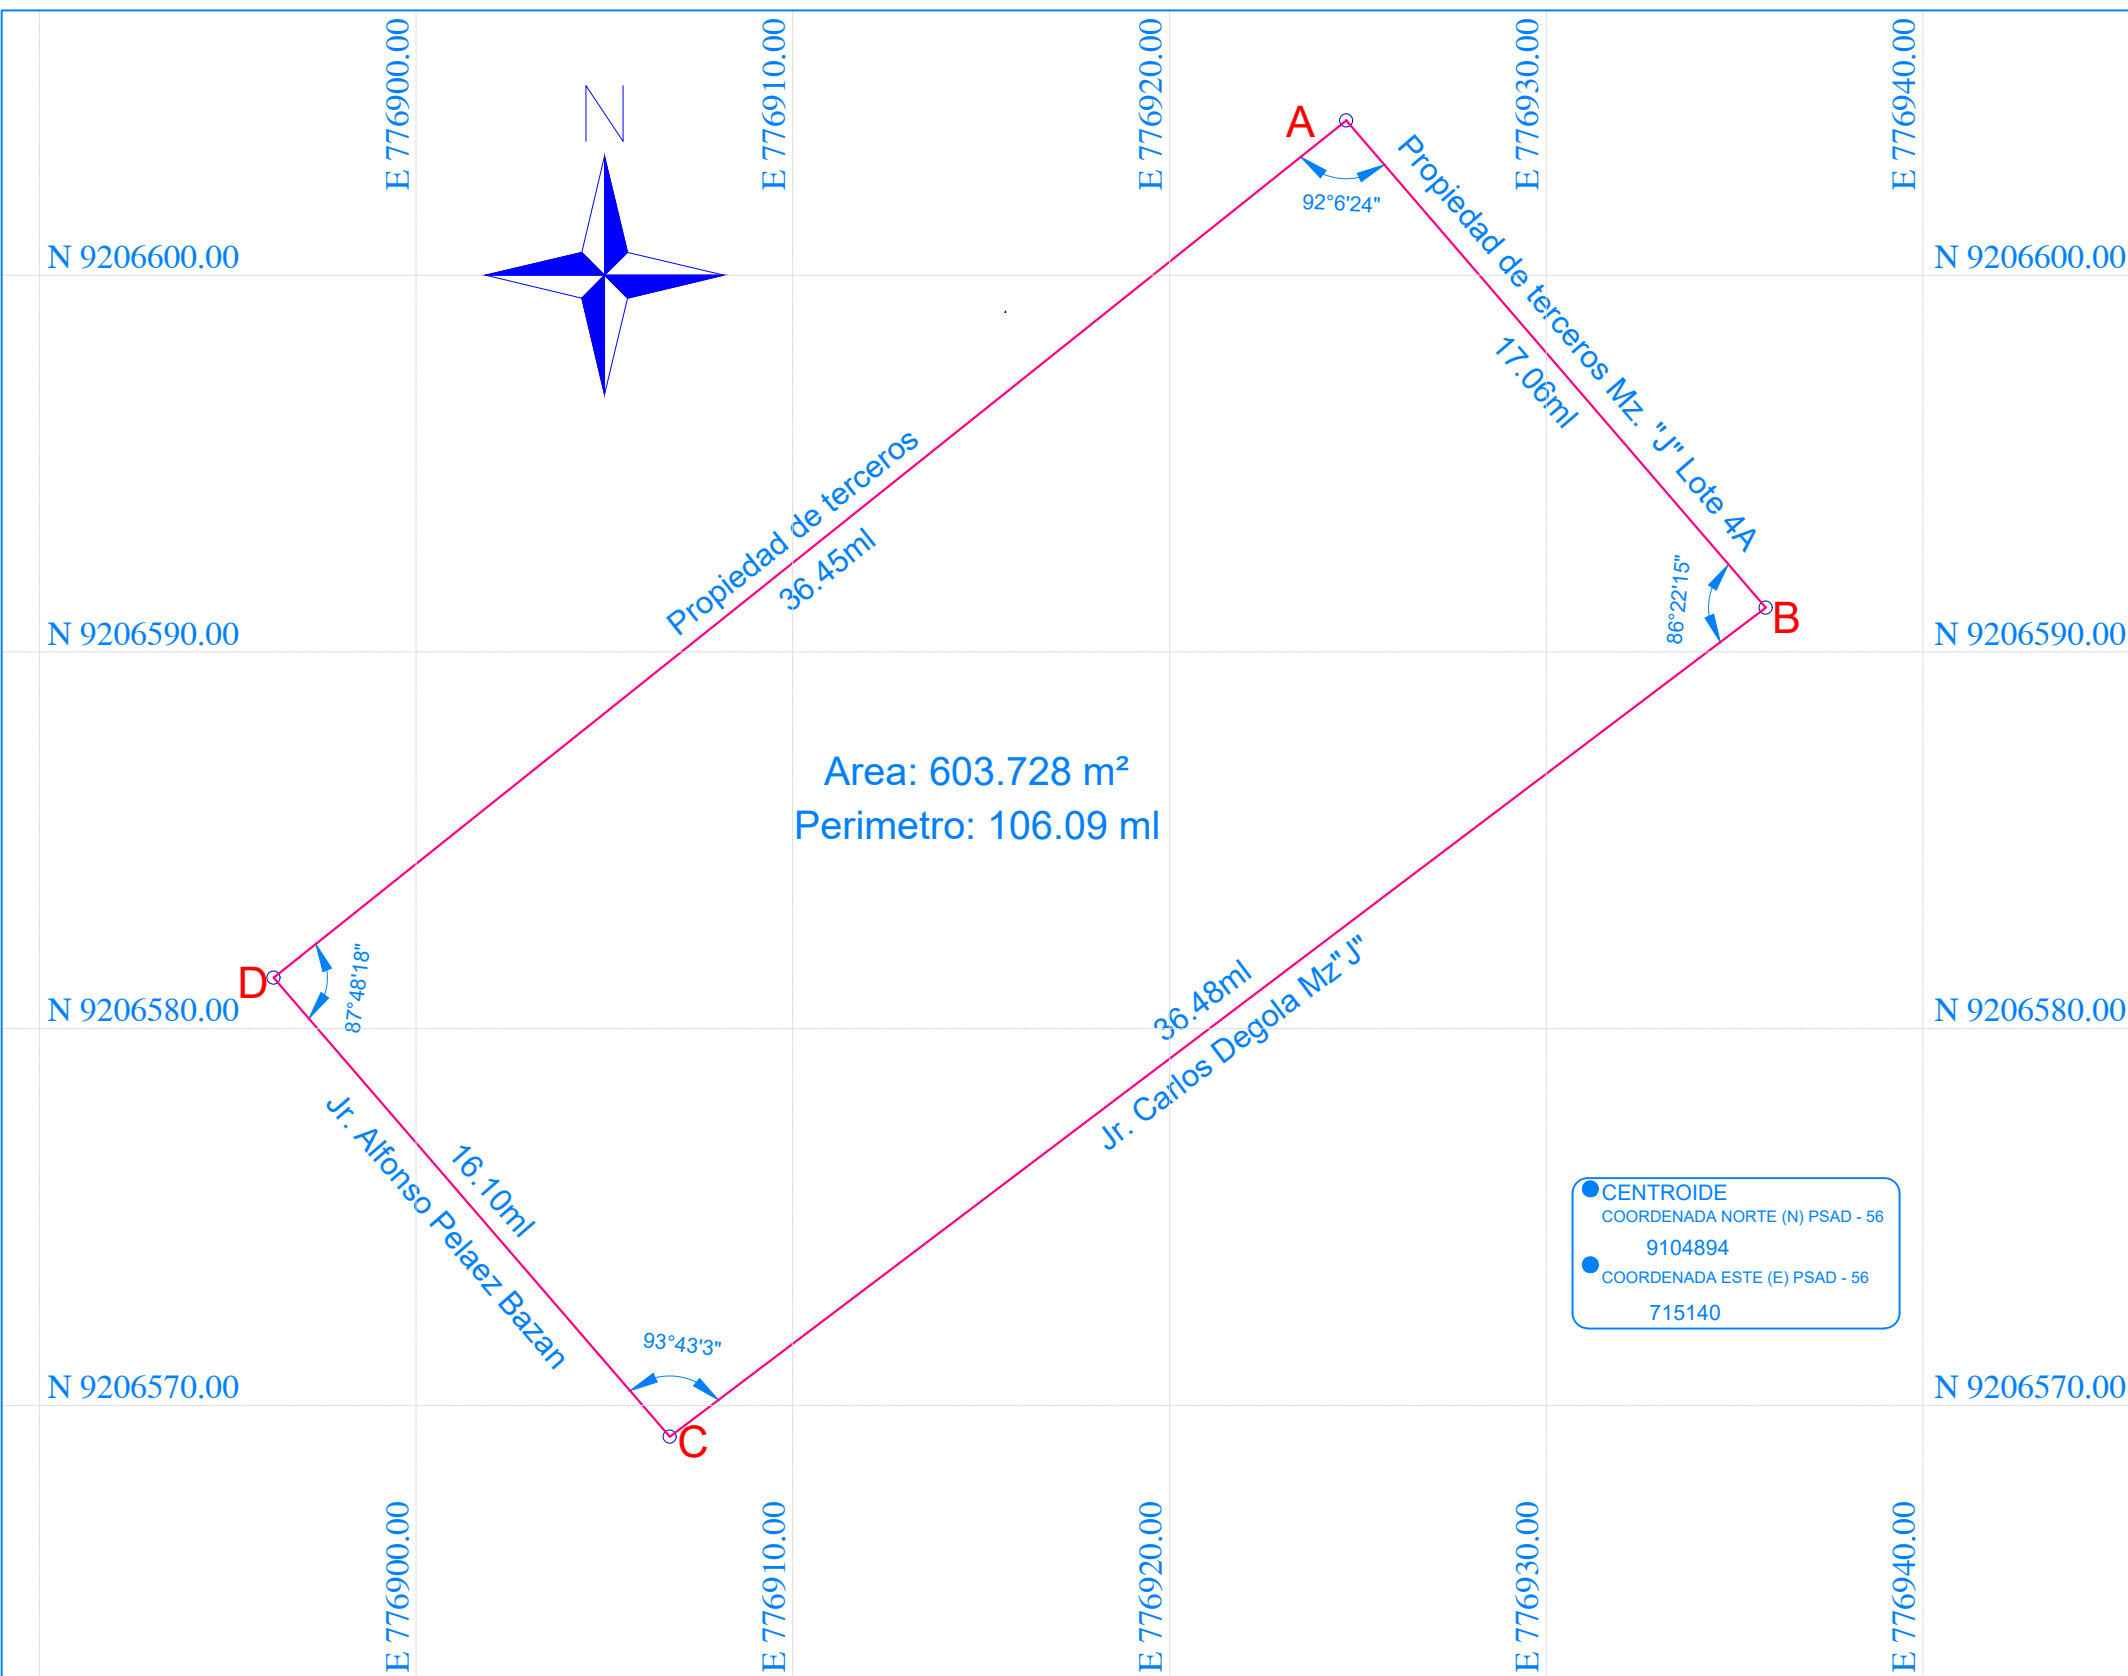 E 776900.00
E 776910.00
E 776920.00
E 776930.00
E 776940.00
N
A
92°6'24"
Propiedad de terceros Mz. "J" Lote 4A
17.06ml
N 9206600.00
N 9206600.00
Propiedad de terceros
36.45ml
86°22'15"
B
N 9206590.00
N 9206590.00
Area: 603.728 m²
Perimetro: 106.09 ml
D
87°48'18"
N 9206580.00
N 9206580.00
36.48ml
Jr. Carlos Degola Mz"J"
16.10ml
Jr. Alfonso Pelaez Bazan
CENTROIDE
COORDENADA NORTE (N) PSAD - 56
9104894
COORDENADA ESTE (E) PSAD - 56
715140
93°43'3"
N 9206570.00
N 9206570.00
C
E 776900.00
E 776910.00
E 776920.00
E 776930.00
E 776940.00